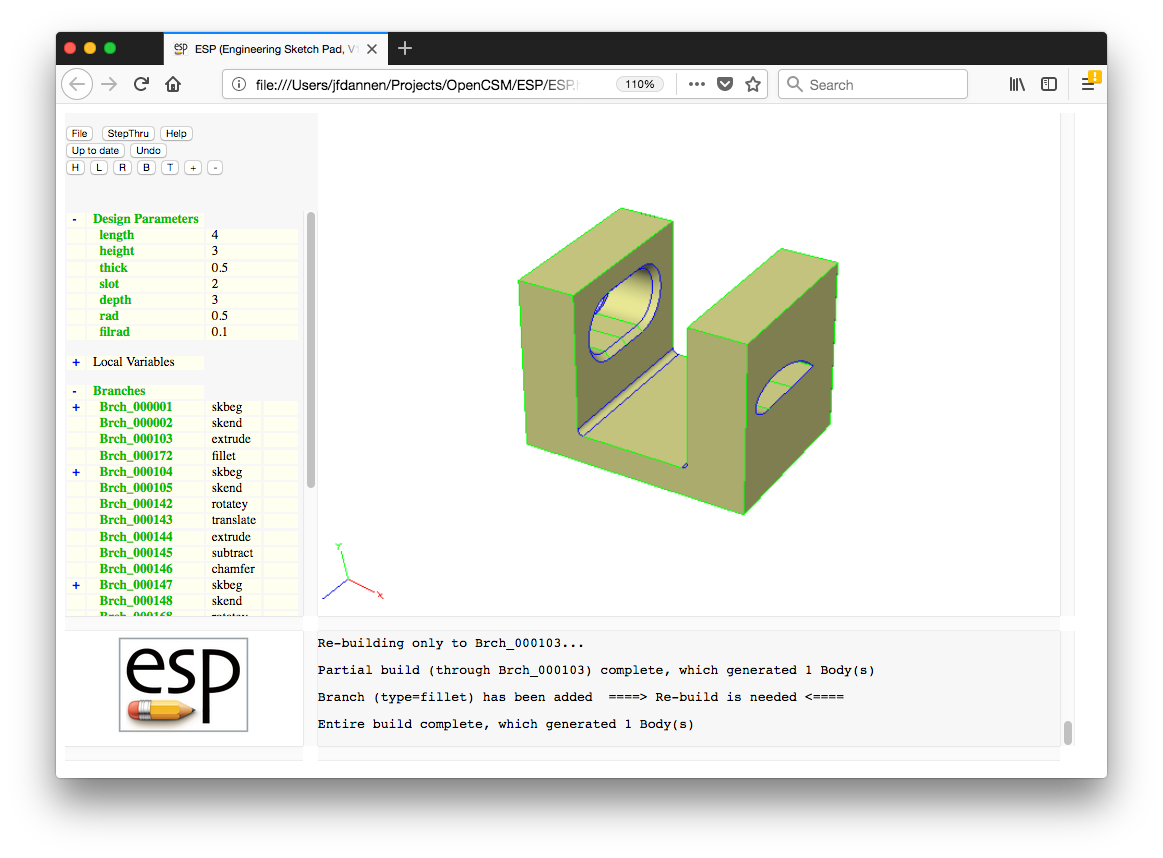 esp ESP (Engineering Sketch Pad, V
file:///Users/jfdannen/Projects/OpenCSM/ESP/ESP. 110% Search
File StepThru Help
Up to date Undo
H L R B T + -
- Design Parameters
length 4
height 3
thick 0.5
slot 2
depth 3
rad 0.5
filrad 0.1
+ Local Variables
- Branches
+ Brch_000001 skbeg
Brch_000002 skend
Brch_000103 extrude
Brch_000172 fillet
+ Brch_000104 skbeg
Brch_000105 skend
Brch_000142 rotatey
Brch_000143 translate
Brch_000144 extrude
Brch_000145 subtract
Brch_000146 chamfer
+ Brch_000147 skbeg
Brch_000148 skend
Y
X
esp
Re-building only to Brch_000103...
Partial build (through Brch_000103) complete, which generated 1 Body(s)
Branch (type=fillet) has been added ====> Re-build is needed <====
Entire build complete, which generated 1 Body(s)